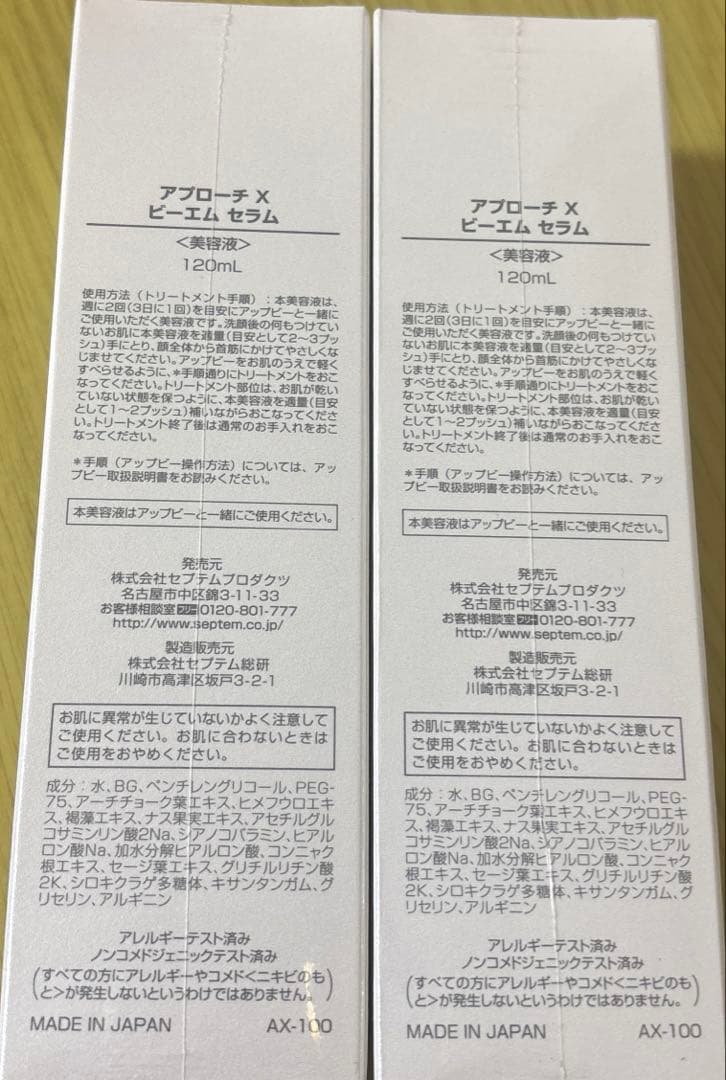 アプローチ X
ビーエム セラム
<美容液>
120mL
使用方法（トリートメント手順）：本美容液は、
週に2回(3日に1回)を目安にアップビーと一緒に
ご使用いただく美容液です。洗顔後の何もつけてい
ないお肌に本美容液を適量(目安として2〜3プッ
シュ)手にとり、顔全体から首筋にかけてやさしくな
じませてください。アップビーをお肌のうえで軽く
すべらせるように、*手順通りにトリートメントをおこ
なってください。トリートメント部位は、お肌が乾い
ていない状態を保つように、本美容液を適量(目安
として1〜2プッシュ)補いながらおこなってくださ
い。トリートメント終了後は通常のお手入れをおこ
なってください。
*手順（アップビー操作方法）については、アッ
プビー取扱説明書をお読みください。
本美容液はアップビーと一緒にご使用ください。
発売元
株式会社セプテムプロダクツ
名古屋市中区錦3-11-33
お客様相談室フリー0120-801-777
http://www.septem.co.jp/
製造販売元
株式会社セプテム総研
川崎市高津区坂戸3-2-1
お肌に異常が生じていないかよく注意して
ご使用ください。お肌に合わないときは
ご使用をおやめください。
成分：水、BG、ペンチレングリコール、PEG-
75、アーチチョーク葉エキス、ヒメフウロエキ
ス、褐藻エキス、ナス果実エキス、アセチルグル
コサミンリン酸2Na、シアノコバラミン、ヒアル
ロン酸Na、加水分解ヒアルロン酸、コンニャク
根エキス、セージ葉エキス、グリチルリチン酸
2K、シロキクラゲ多糖体、キサンタンガム、グ
リセリン、アルギニン
アレルギーテスト済み
ノンコメドジェニックテスト済み
(すべての方にアレルギーやコメド<ニキビのも
と>が発生しないというわけではありません。)
MADE IN JAPAN AX-100
アプローチ X
ビーエム セラム
<美容液>
120mL
使用方法（トリートメント手順）：本美容液は、
週に2回(3日に1回)を目安にアップビーと一緒に
ご使用いただく美容液です。洗顔後の何もつけてい
ないお肌に本美容液を適量(目安として2〜3プッ
シュ)手にとり、顔全体から首筋にかけてやさしくな
じませてください。アップビーをお肌のうえで軽く
すべらせるように、*手順通りにトリートメントをおこ
なってください。トリートメント部位は、お肌が乾い
ていない状態を保つように、本美容液を適量(目安
として1〜2プッシュ)補いながらおこなってくださ
い。トリートメント終了後は通常のお手入れをおこ
なってください。
*手順（アップビー操作方法）については、アッ
プビー取扱説明書をお読みください。
本美容液はアップビーと一緒にご使用ください。
発売元
株式会社セプテムプロダクツ
名古屋市中区錦3-11-33
お客様相談室フリー0120-801-777
http://www.septem.co.jp/
製造販売元
株式会社セプテム総研
川崎市高津区坂戸3-2-1
お肌に異常が生じていないかよく注意して
ご使用ください。お肌に合わないときは
ご使用をおやめください。
成分：水、BG、ペンチレングリコール、PEG-
75、アーチチョーク葉エキス、ヒメフウロエキ
ス、褐藻エキス、ナス果実エキス、アセチルグル
コサミンリン酸2Na、シアノコバラミン、ヒアル
ロン酸Na、加水分解ヒアルロン酸、コンニャク
根エキス、セージ葉エキス、グリチルリチン酸
2K、シロキクラゲ多糖体、キサンタンガム、グ
リセリン、アルギニン
アレルギーテスト済み
ノンコメドジェニックテスト済み
(すべての方にアレルギーやコメド<ニキビのも
と>が発生しないというわけではありません。)
MADE IN JAPAN AX-100